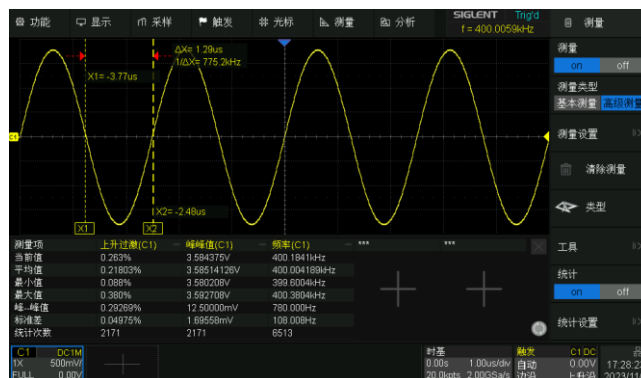 功能 显示 采样 触发 光标 测量 分析 SIGLENT Trig'd 测量
f = 400.0059kHz
测量
on off
测量类型
基本测量 高级测量
测量设置
清除测量
类型
工具
统计
on off
统计设置
ΔX= 1.29us
1/ΔX= 775.2kHz
X1= -3.77us
C1
X2= -2.48us
X1 X2
测量项 上升过激(C1) 峰峰值(C1) 频率(C1) *** ***
当前值 0.263% 3.584375V 400.1841kHz
平均值 0.21803% 3.58514126V 400.004189kHz
最小值 0.088% 3.580208V 399.6004kHz
最大值 0.380% 3.592708V 400.3804kHz
峰-峰值 0.29269% 12.50000mV 780.000Hz
标准差 0.04975% 1.69558mV 108.008Hz
统计次数 2171 2171 6513
C1 DC1M
1X 500mV/
FULL 0.00V
时基
0.00s 1.00us/div
20.0kpts 2.00GSa/s
触发 C1 DC
自动 0.00V
边沿 上升沿
17:28:2
2023/11